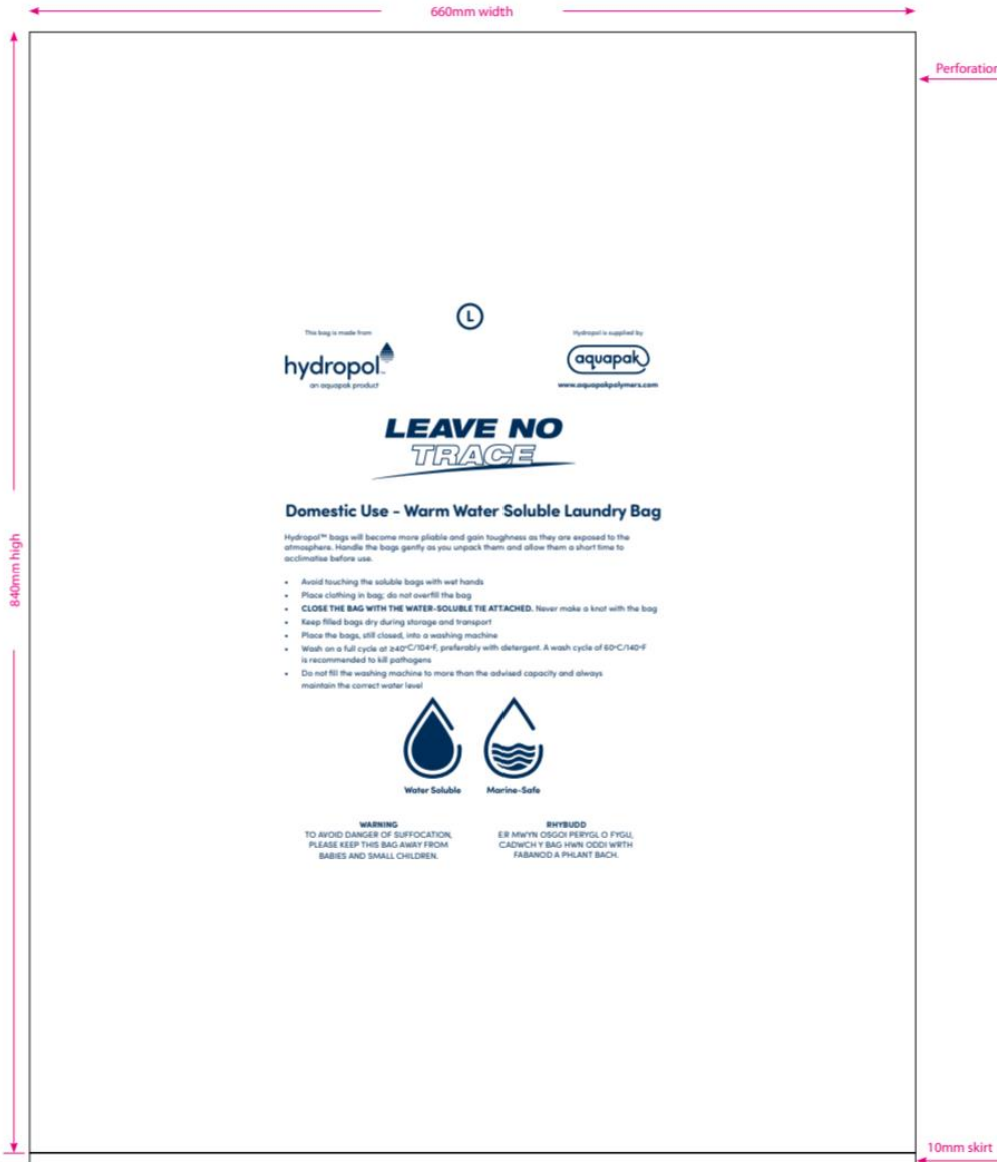 660mm width
Perforation
840mm high
L
This bag is made from
hydropol™
an aquapak product
Hydropol is supplied by
aquapak
www.aquapakpolymers.com
LEAVE NO
TRACE
Domestic Use - Warm Water Soluble Laundry Bag
Hydropol™ bags will become more pliable and gain toughness as they are exposed to the
atmosphere. Handle the bags gently as you unpack them and allow them a short time to
acclimatise before use.
• Avoid touching the soluble bags with wet hands
• Place clothing in bag; do not overfill the bag
• CLOSE THE BAG WITH THE WATER-SOLUBLE TIE ATTACHED. Never make a knot with the bag
• Keep filled bags dry during storage and transport
• Place the bags, still closed, into a washing machine
• Wash on a full cycle at ≥40°C/104°F, preferably with detergent. A wash cycle of 60°C/140°F
is recommended to kill pathogens
• Do not fill the washing machine to more than the advised capacity and always
maintain the correct water level
Water Soluble
Marine-Safe
WARNING
TO AVOID DANGER OF SUFFOCATION,
PLEASE KEEP THIS BAG AWAY FROM
BABIES AND SMALL CHILDREN.
RHYBUDD
ER MWYN OSGOI PERYGL O FYGU,
CADWCH Y BAG HWN ODDI WRTH
FABANOD A PHLANT BACH.
10mm skirt